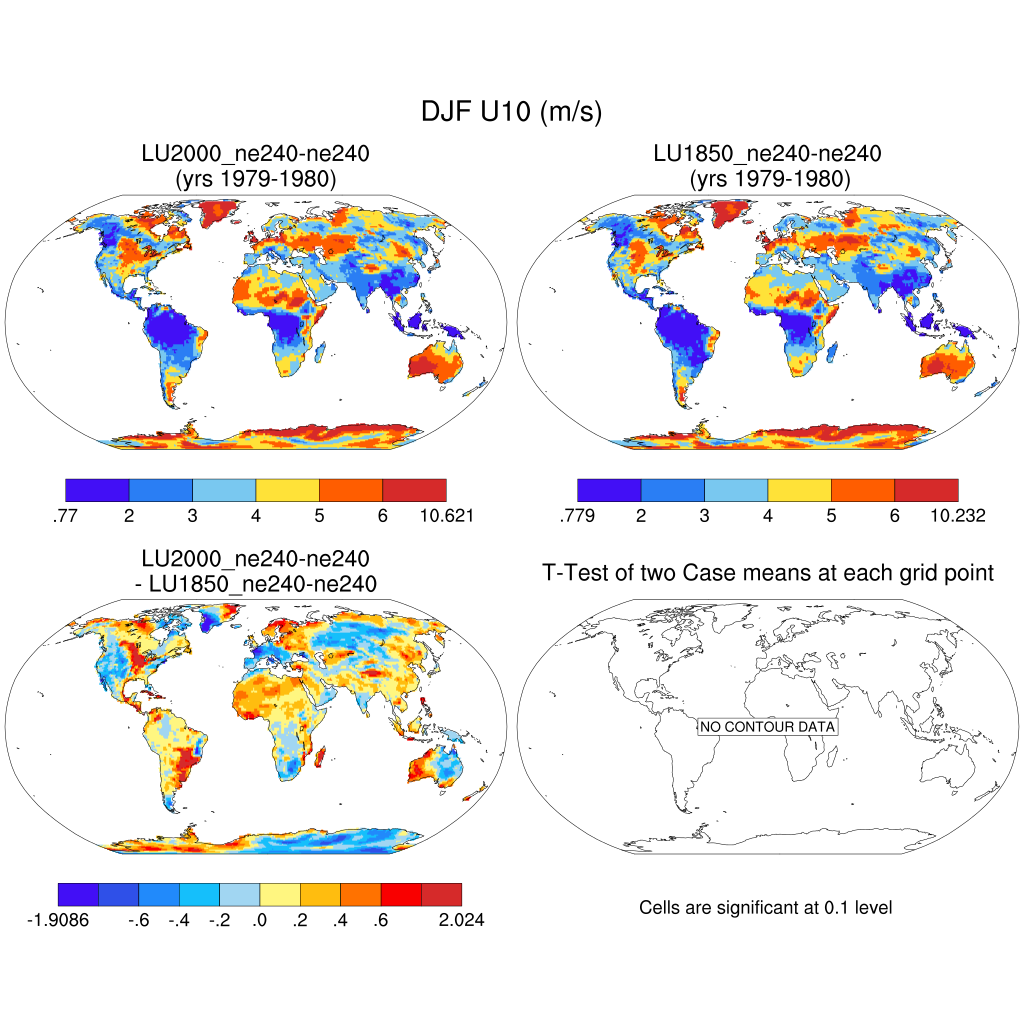 DJF U10 (m/s)
LU2000_ne240-ne240
(yrs 1979-1980)
LU1850_ne240-ne240
(yrs 1979-1980)
.77 2 3 4 5 6 10.621
.779 2 3 4 5 6 10.232
LU2000_ne240-ne240
- LU1850_ne240-ne240
T-Test of two Case means at each grid point
NO CONTOUR DATA
-1.9086 -.6 -.4 -.2 .0 .2 .4 .6 2.024
Cells are significant at 0.1 level